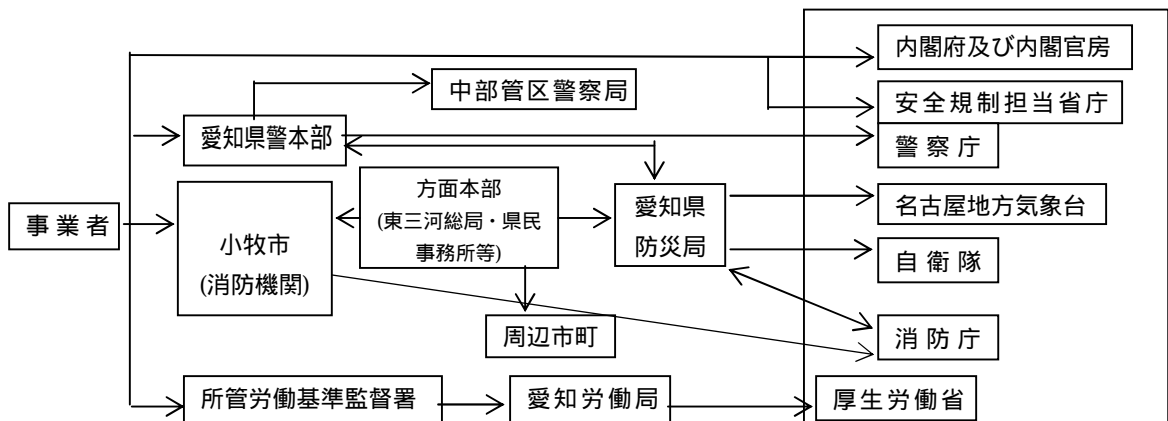 内閣府及び内閣官房
中部管区警察局
安全規制担当省庁
愛知県警本部
警察庁
事業者
小牧市
(消防機関)
方面本部
(東三河総局・県民
事務所等)
愛知県
防災局
名古屋地方気象台
自衛隊
周辺市町
消防庁
所管労働基準監督署
愛知労働局
厚生労働省